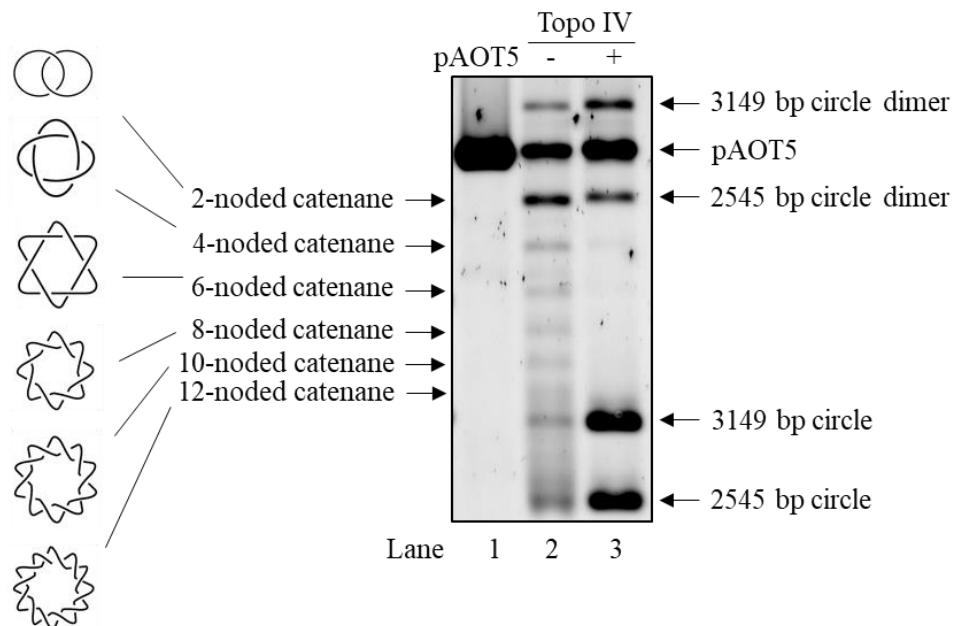 Topo IV
pAOT5 - +
3149 bp circle dimer
pAOT5
2-noded catenane
2545 bp circle dimer
4-noded catenane
6-noded catenane
8-noded catenane
10-noded catenane
12-noded catenane
3149 bp circle
2545 bp circle
Lane 1 2 3